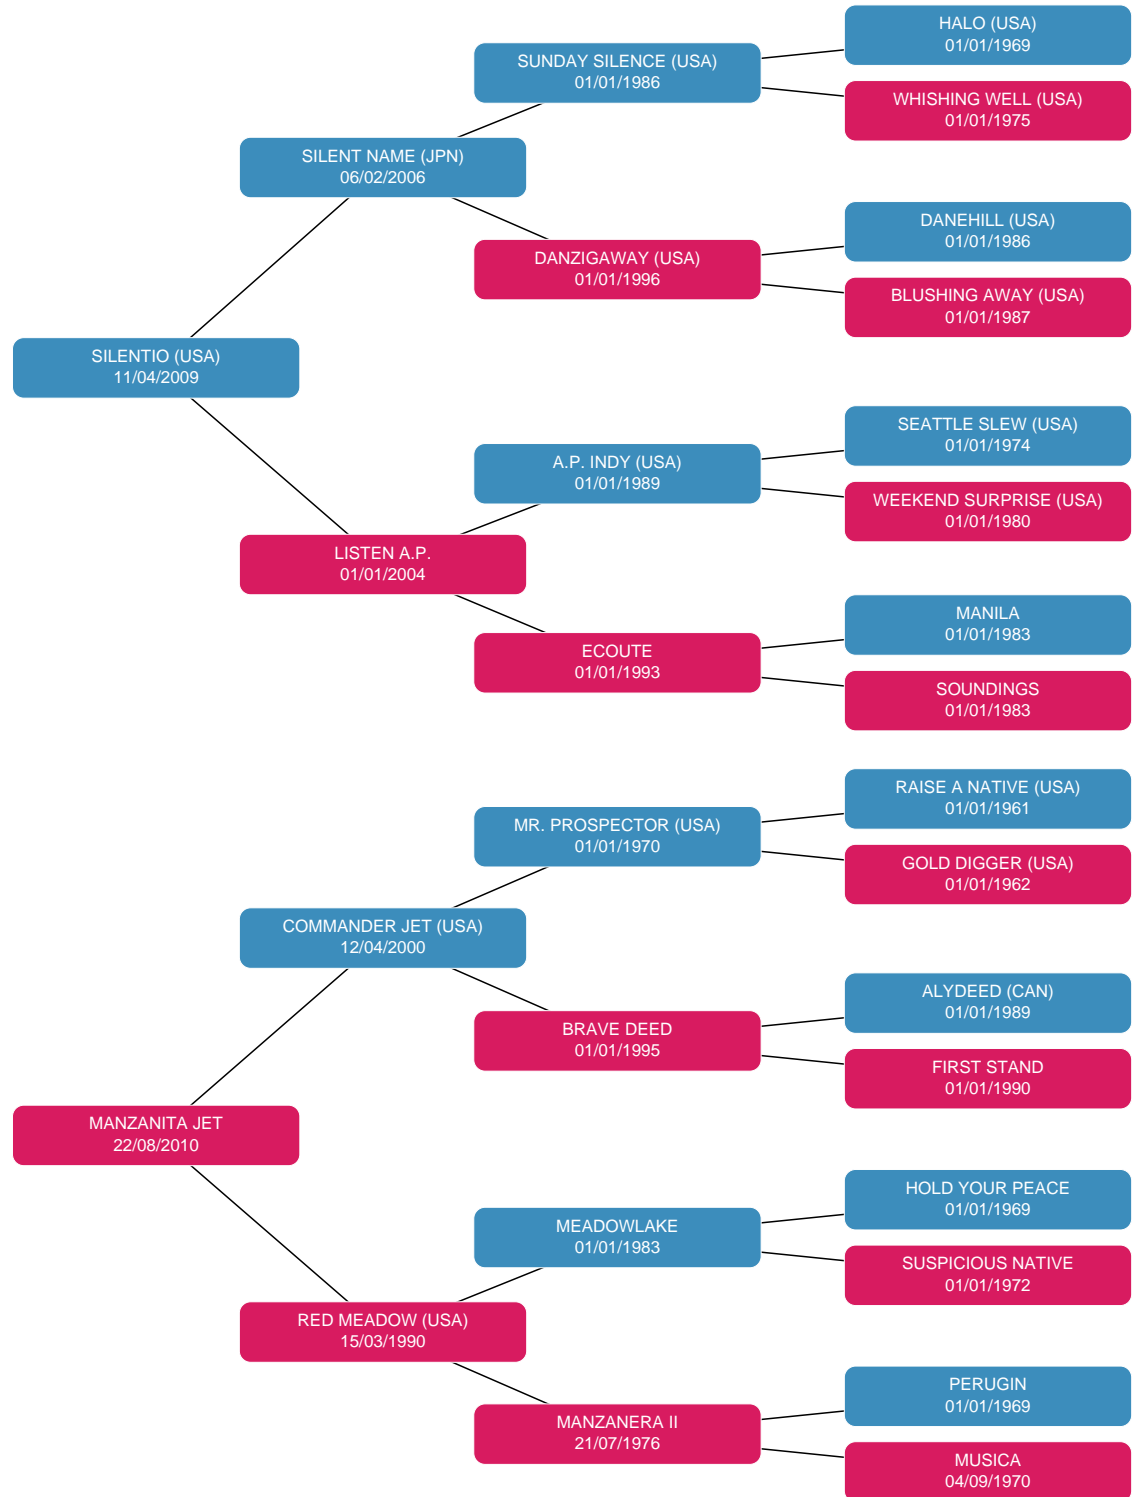 HALO (USA)
01/01/1969
SUNDAY SILENCE (USA)
01/01/1986
WHISHING WELL (USA)
01/01/1975
SILENT NAME (JPN)
06/02/2006
DANEHILL (USA)
01/01/1986
DANZIGAWAY (USA)
01/01/1996
BLUSHING AWAY (USA)
01/01/1987
SILENTIO (USA)
11/04/2009
SEATTLE SLEW (USA)
01/01/1974
A.P. INDY (USA)
01/01/1989
WEEKEND SURPRISE (USA)
01/01/1980
LISTEN A.P.
01/01/2004
MANILA
01/01/1983
ECOUTE
01/01/1993
SOUNDINGS
01/01/1983
RAISE A NATIVE (USA)
01/01/1961
MR. PROSPECTOR (USA)
01/01/1970
GOLD DIGGER (USA)
01/01/1962
COMMANDER JET (USA)
12/04/2000
ALYDEED (CAN)
01/01/1989
BRAVE DEED
01/01/1995
FIRST STAND
01/01/1990
MANZANITA JET
22/08/2010
HOLD YOUR PEACE
01/01/1969
MEADOWLAKE
01/01/1983
SUSPICIOUS NATIVE
01/01/1972
RED MEADOW (USA)
15/03/1990
PERUGIN
01/01/1969
MANZANERA II
21/07/1976
MUSICA
04/09/1970